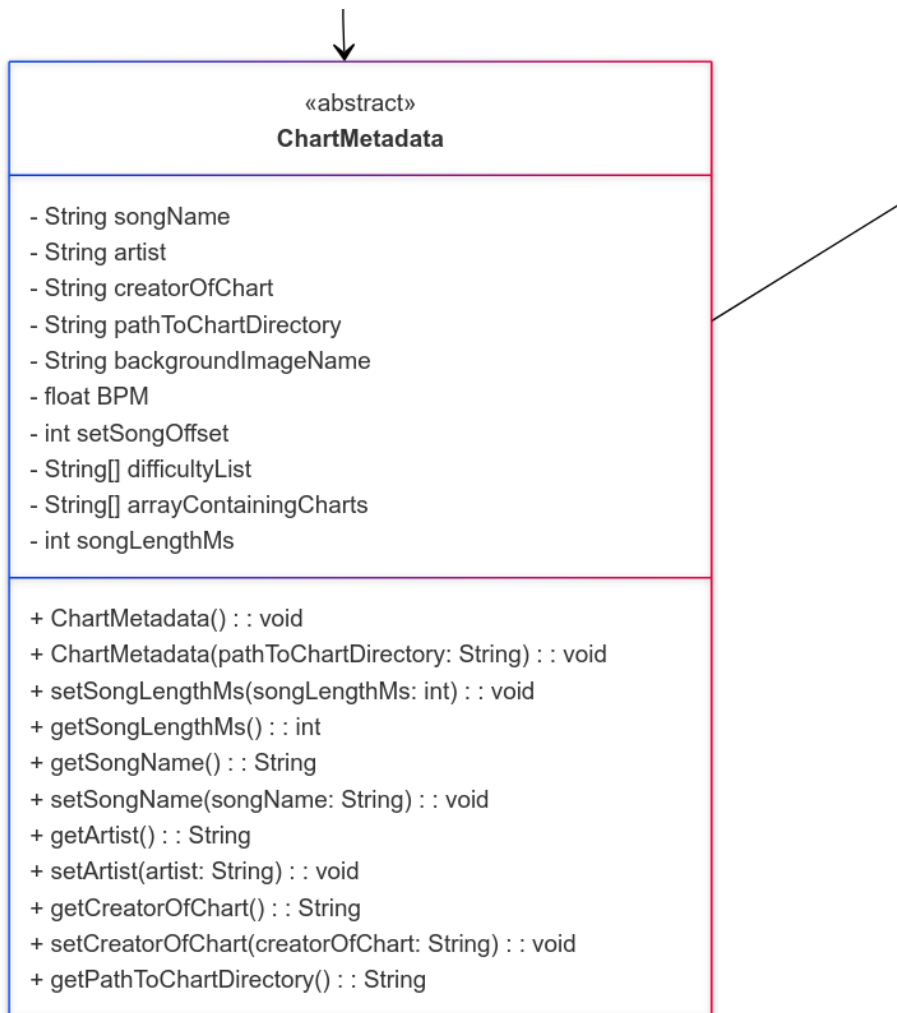 «abstract»
ChartMetadata
- String songName
- String artist
- String creatorOfChart
- String pathToChartDirectory
- String backgroundImageName
- float BPM
- int setSongOffset
- String[] difficultyList
- String[] arrayContainingCharts
- int songLengthMs
+ ChartMetadata() : : void
+ ChartMetadata(pathToChartDirectory: String) : : void
+ setSongLengthMs(songLengthMs: int) : : void
+ getSongLengthMs() : : int
+ getSongName() : : String
+ setSongName(songName: String) : : void
+ getArtist() : : String
+ setArtist(artist: String) : : void
+ getCreatorOfChart() : : String
+ setCreatorOfChart(creatorOfChart: String) : : void
+ getPathToChartDirectory() : : String